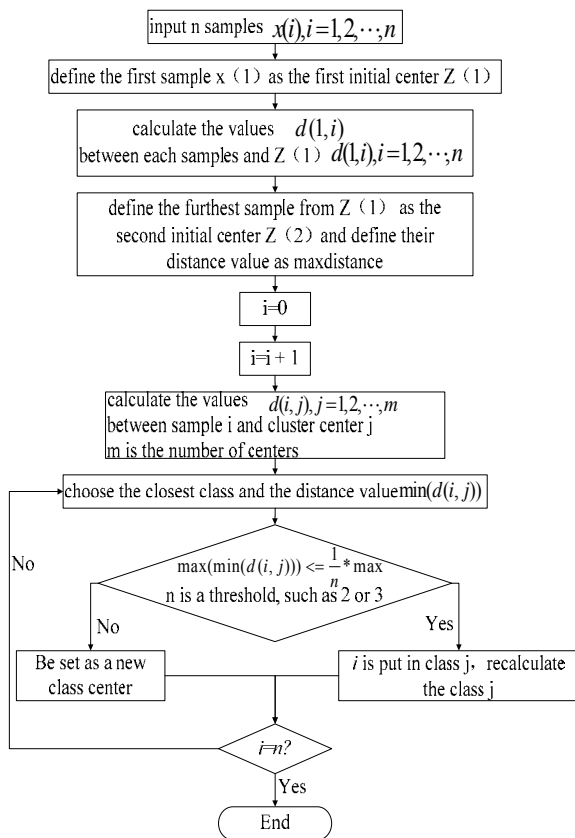 input n samples x(i),i=1,2,⋯,n
define the first sample x（1）as the first initial center Z（1）
calculate the values d(1,i)
between each samples and Z（1）d(1,i),i=1,2,⋯,n
define the furthest sample from Z（1） as the
second initial center Z（2）and define their
distance value as maxdistance
i=0
i=i + 1
calculate the values d(i,j),j=1,2,⋯,m
between sample i and cluster center j
m is the number of centers
choose the closest class and the distance value min(d(i,j))
No
max(min(d(i,j)))<=1/n*max
n is a threshold, such as 2 or 3
No
Yes
Be set as a new
class center
i is put in class j，recalculate
the class j
i=n?
Yes
End